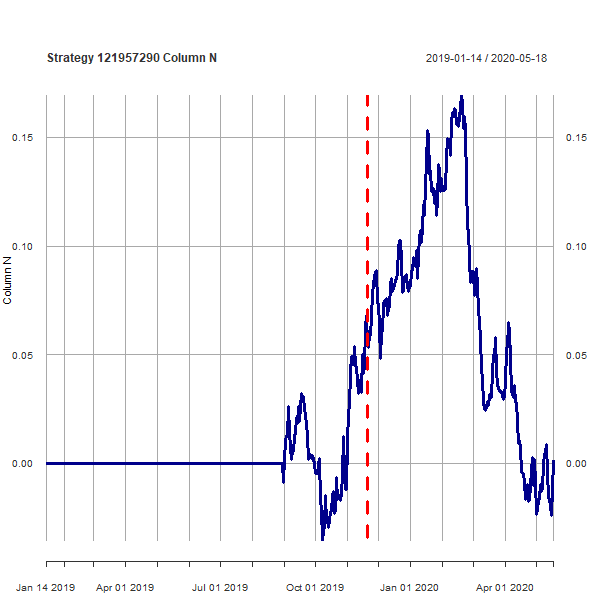 Strategy 121957290 Column N 2019-01-14 / 2020-05-18
0.15 0.15
0.10 0.10
Column N
0.05 0.05
0.00 0.00
Jan 14 2019 Apr 01 2019 Jul 01 2019 Oct 01 2019 Jan 01 2020 Apr 01 2020